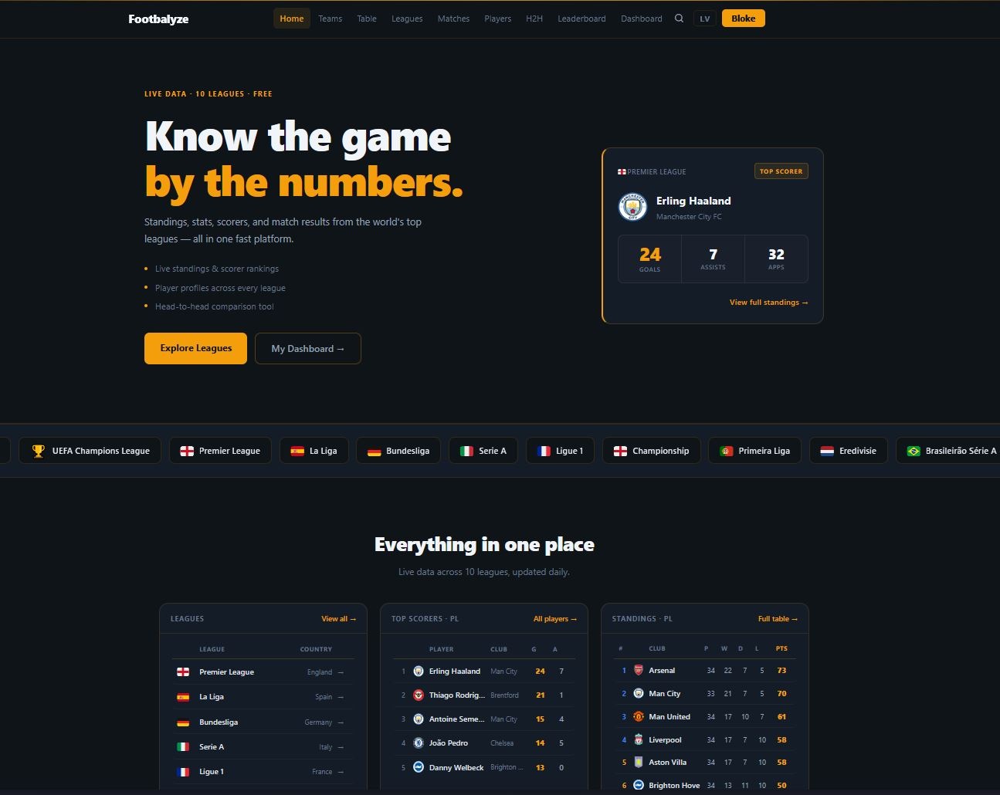 Footbalyze Home Teams Table Leagues Matches Players H2H Leaderboard Dashboard LV Bloke
LIVE DATA · 10 LEAGUES · FREE
Know the game
by the numbers.
Standings, stats, scorers, and match results from the world's top
leagues — all in one fast platform.
Live standings & scorer rankings
Player profiles across every league
Head-to-head comparison tool
Explore Leagues My Dashboard →
PREMIER LEAGUE TOP SCORER
Erling Haaland
Manchester City FC
24 7 32
GOALS ASSISTS APPS
View full standings →
UEFA Champions League Premier League La Liga Bundesliga Serie A Ligue 1 Championship Primeira Liga Eredivisie Brasileirão Série A
Everything in one place
Live data across 10 leagues, updated daily.
LEAGUES View all →
LEAGUE COUNTRY
Premier League England →
La Liga Spain →
Bundesliga Germany →
Serie A Italy →
Ligue 1 France →
TOP SCORERS · PL All players →
PLAYER CLUB G A
1 Erling Haaland Man City 24 7
2 Thiago Rodrig... Brentford 21 1
3 Antoine Seme... Man City 15 4
4 João Pedro Chelsea 14 5
5 Danny Welbeck Brighton ... 13 0
STANDINGS · PL Full table →
# CLUB P W D L PTS
1 Arsenal 34 22 7 5 73
2 Man City 33 21 7 5 70
3 Man United 34 17 10 7 61
4 Liverpool 34 17 7 10 58
5 Aston Villa 34 17 7 10 58
6 Brighton Hove 34 13 11 10 50